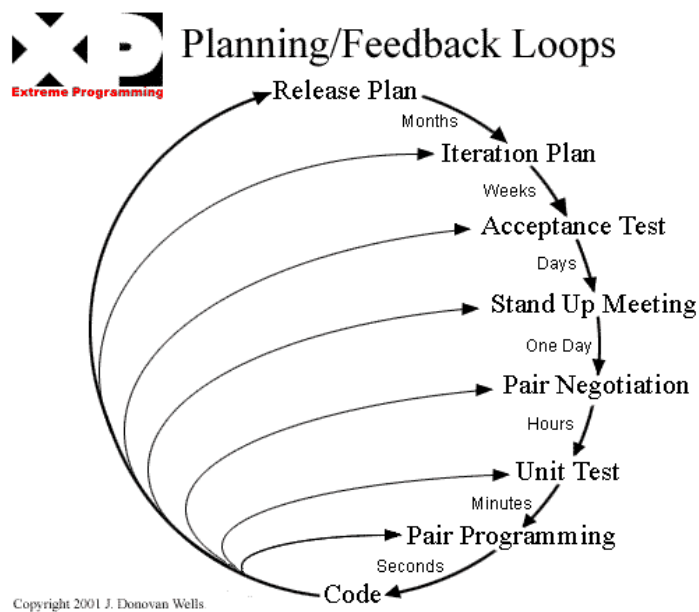 XP
Extreme Programming
Planning/Feedback Loops
Release Plan
Months
Iteration Plan
Weeks
Acceptance Test
Days
Stand Up Meeting
One Day
Pair Negotiation
Hours
Unit Test
Minutes
Pair Programming
Seconds
Code
Copyright 2001 J. Donovan Wells